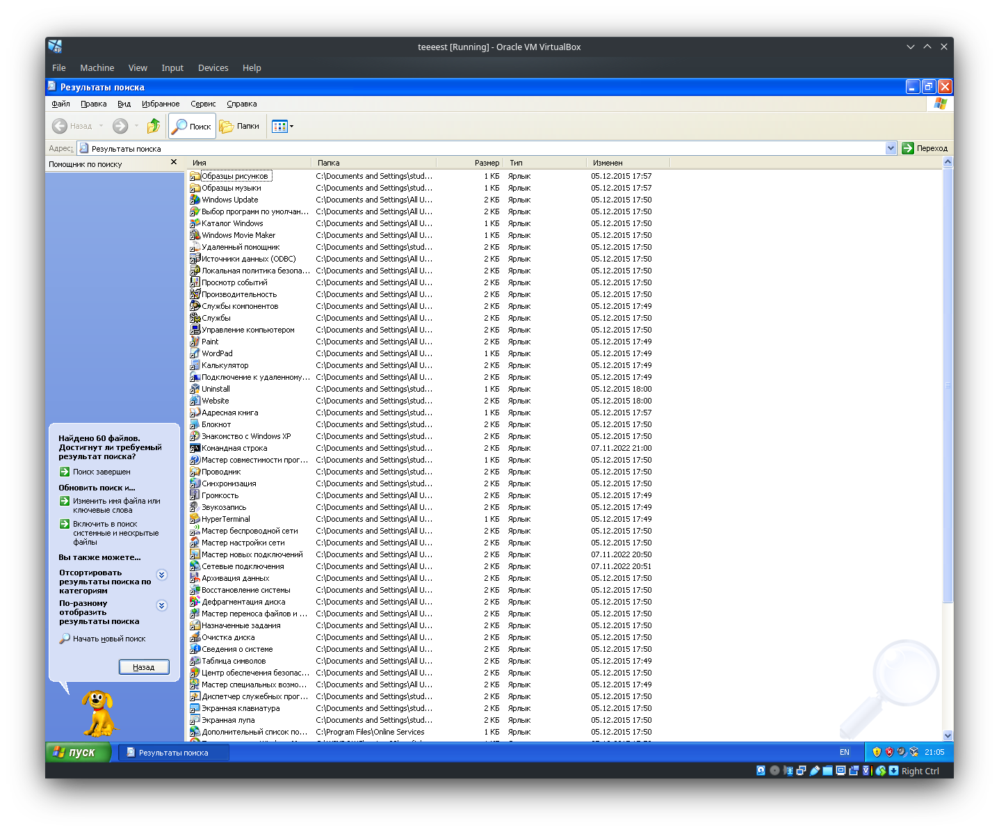 teeeest [Running] - Oracle VM VirtualBox
File Machine View Input Devices Help
Результаты поиска
Файл Правка Вид Избранное Сервис Справка
Назад Поиск Папки
Адрес: Результаты поиска Переход
Помощник по поиску
Найдено 60 файлов.
Достигнут ли требуемый
результат поиска?
Поиск завершен
Обновить поиск и...
Изменить имя файла или
ключевые слова
Включить в поиск
системные и нескрытые
файлы
Вы также можете...
Отсортировать
результаты поиска по
категориям
По-разному
отобразить
результаты поиска
Начать новый поиск
Назад
Имя Папка Размер Тип Изменен
Образцы рисунков C:\Documents and Settings\stud... 1 КБ Ярлык 05.12.2015 17:57
Образцы музыки C:\Documents and Settings\stud... 1 КБ Ярлык 05.12.2015 17:57
Windows Update C:\Documents and Settings\All U... 2 КБ Ярлык 05.12.2015 17:50
Выбор программ по умолчан... C:\Documents and Settings\All U... 2 КБ Ярлык 05.12.2015 17:50
Каталог Windows C:\Documents and Settings\All U... 1 КБ Ярлык 05.12.2015 17:50
Windows Movie Maker C:\Documents and Settings\All U... 1 КБ Ярлык 05.12.2015 17:50
Удаленный помощник C:\Documents and Settings\stud... 2 КБ Ярлык 05.12.2015 17:50
Источники данных (ODBC) C:\Documents and Settings\All U... 2 КБ Ярлык 05.12.2015 17:50
Локальная политика безопа... C:\Documents and Settings\All U... 2 КБ Ярлык 05.12.2015 17:50
Просмотр событий C:\Documents and Settings\All U... 2 КБ Ярлык 05.12.2015 17:50
Производительность C:\Documents and Settings\All U... 2 КБ Ярлык 05.12.2015 17:50
Службы компонентов C:\Documents and Settings\All U... 2 КБ Ярлык 05.12.2015 17:49
Службы C:\Documents and Settings\All U... 2 КБ Ярлык 05.12.2015 17:50
Управление компьютером C:\Documents and Settings\All U... 2 КБ Ярлык 05.12.2015 17:50
Paint C:\Documents and Settings\All U... 2 КБ Ярлык 05.12.2015 17:49
WordPad C:\Documents and Settings\All U... 1 КБ Ярлык 05.12.2015 17:49
Калькулятор C:\Documents and Settings\All U... 2 КБ Ярлык 05.12.2015 17:49
Подключение к удаленному... C:\Documents and Settings\All U... 2 КБ Ярлык 05.12.2015 17:49
Uninstall C:\Documents and Settings\stud... 1 КБ Ярлык 05.12.2015 18:00
Website C:\Documents and Settings\stud... 2 КБ Ярлык 05.12.2015 18:00
Адресная книга C:\Documents and Settings\stud... 1 КБ Ярлык 05.12.2015 17:57
Блокнот C:\Documents and Settings\stud... 2 КБ Ярлык 05.12.2015 17:50
Знакомство с Windows XP C:\Documents and Settings\stud... 2 КБ Ярлык 05.12.2015 17:50
Командная строка C:\Documents and Settings\stud... 2 КБ Ярлык 07.11.2022 21:00
Мастер совместимости прог... C:\Documents and Settings\stud... 1 КБ Ярлык 05.12.2015 17:50
Проводник C:\Documents and Settings\stud... 2 КБ Ярлык 05.12.2015 17:50
Синхронизация C:\Documents and Settings\stud... 2 КБ Ярлык 05.12.2015 17:50
Громкость C:\Documents and Settings\All U... 2 КБ Ярлык 05.12.2015 17:49
Звукозапись C:\Documents and Settings\All U... 2 КБ Ярлык 05.12.2015 17:49
HyperTerminal C:\Documents and Settings\All U... 1 КБ Ярлык 05.12.2015 17:49
Мастер беспроводной сети C:\Documents and Settings\All U... 2 КБ Ярлык 05.12.2015 17:50
Мастер настройки сети C:\Documents and Settings\All U... 2 КБ Ярлык 05.12.2015 17:50
Мастер новых подключений C:\Documents and Settings\All U... 2 КБ Ярлык 07.11.2022 20:50
Сетевые подключения C:\Documents and Settings\All U... 2 КБ Ярлык 07.11.2022 20:51
Архивация данных C:\Documents and Settings\All U... 2 КБ Ярлык 05.12.2015 17:50
Восстановление системы C:\Documents and Settings\All U... 2 КБ Ярлык 05.12.2015 17:50
Дефрагментация диска C:\Documents and Settings\All U... 2 КБ Ярлык 05.12.2015 17:50
Мастер переноса файлов и ... C:\Documents and Settings\All U... 2 КБ Ярлык 05.12.2015 17:50
Назначенные задания C:\Documents and Settings\All U... 2 КБ Ярлык 05.12.2015 17:50
Очистка диска C:\Documents and Settings\All U... 2 КБ Ярлык 05.12.2015 17:50
Сведения о системе C:\Documents and Settings\All U... 2 КБ Ярлык 05.12.2015 17:50
Таблица символов C:\Documents and Settings\All U... 2 КБ Ярлык 05.12.2015 17:49
Центр обеспечения безопас... C:\Documents and Settings\All U... 2 КБ Ярлык 05.12.2015 17:50
Мастер специальных возмо... C:\Documents and Settings\All U... 2 КБ Ярлык 05.12.2015 17:49
Диспетчер служебных прог... C:\Documents and Settings\stud... 2 КБ Ярлык 05.12.2015 17:50
Экранная клавиатура C:\Documents and Settings\stud... 2 КБ Ярлык 05.12.2015 17:50
Экранная лупа C:\Documents and Settings\stud... 2 КБ Ярлык 05.12.2015 17:50
Дополнительный список по... C:\Program Files\Online Services 1 КБ Ярлык 05.12.2015 17:50
пуск Результаты поиска EN 21:05
Right Ctrl